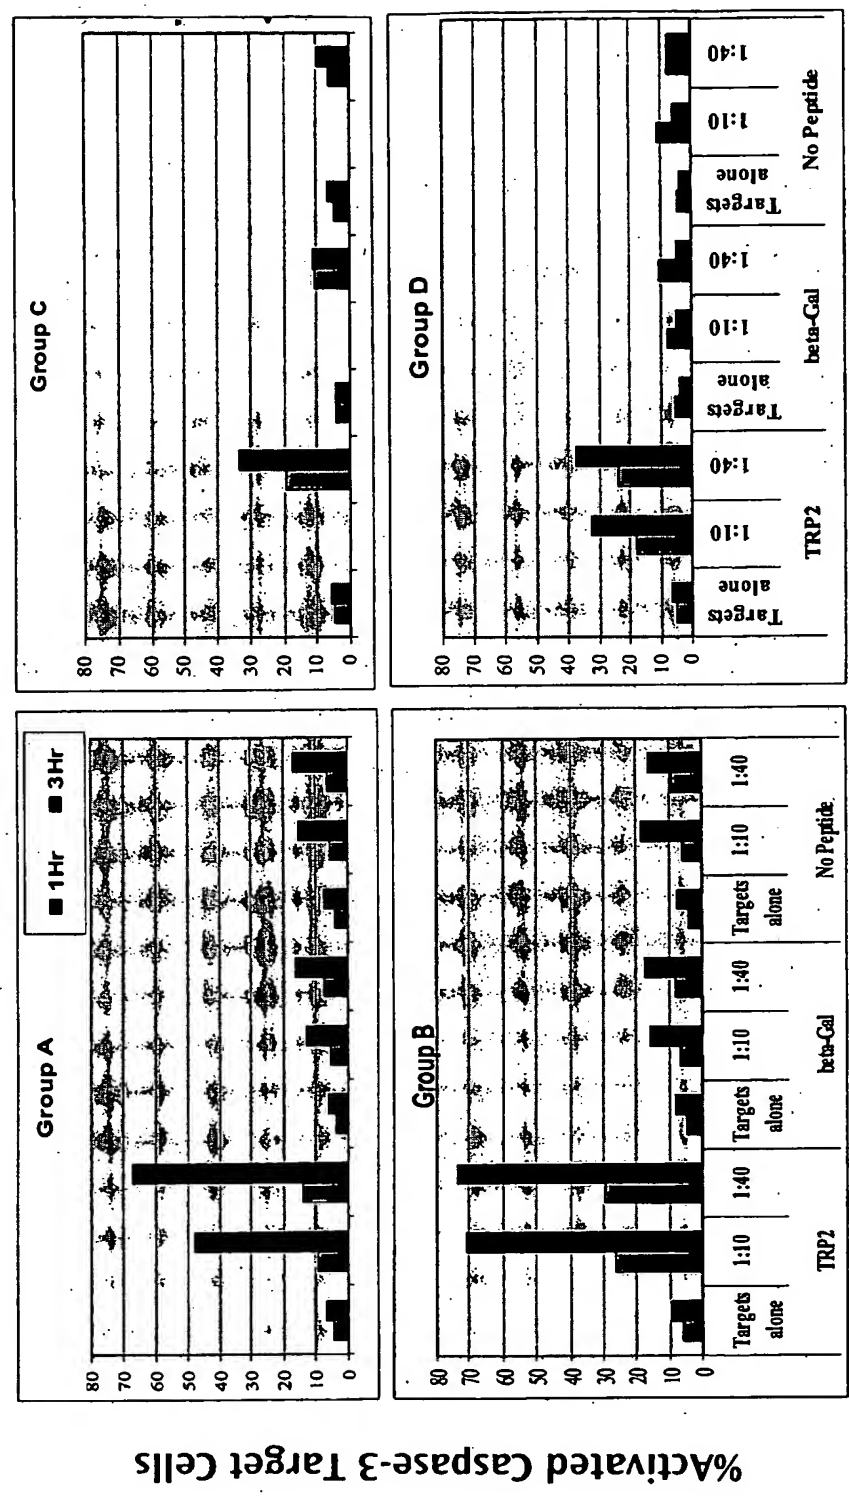 %Activated Caspase-3 Target Cells
Group A
■ 1Hr ■ 3Hr
80
70
60
50
40
30
20
10
0
Group B
80
70
60
50
40
30
20
10
0
Targets alone
1:10
1:40
Targets alone
1:10
1:40
Targets alone
1:10
1:40
TRP2
beta-Gal
No Peptide
Group C
80
70
60
50
40
30
20
10
0
Group D
80
70
60
50
40
30
20
10
0
Targets alone
1:10
1:40
Targets alone
1:10
1:40
Targets alone
1:10
1:40
TRP2
beta-Gal
No Peptide